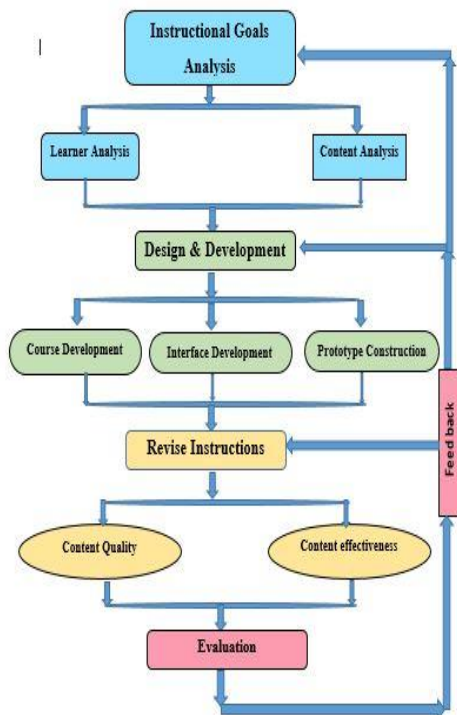 Instructional Goals
Analysis
Learner Analysis
Content Analysis
Design & Development
Course Development
Interface Development
Prototype Construction
Feed back
Revise Instructions
Content Quality
Content effectiveness
Evaluation